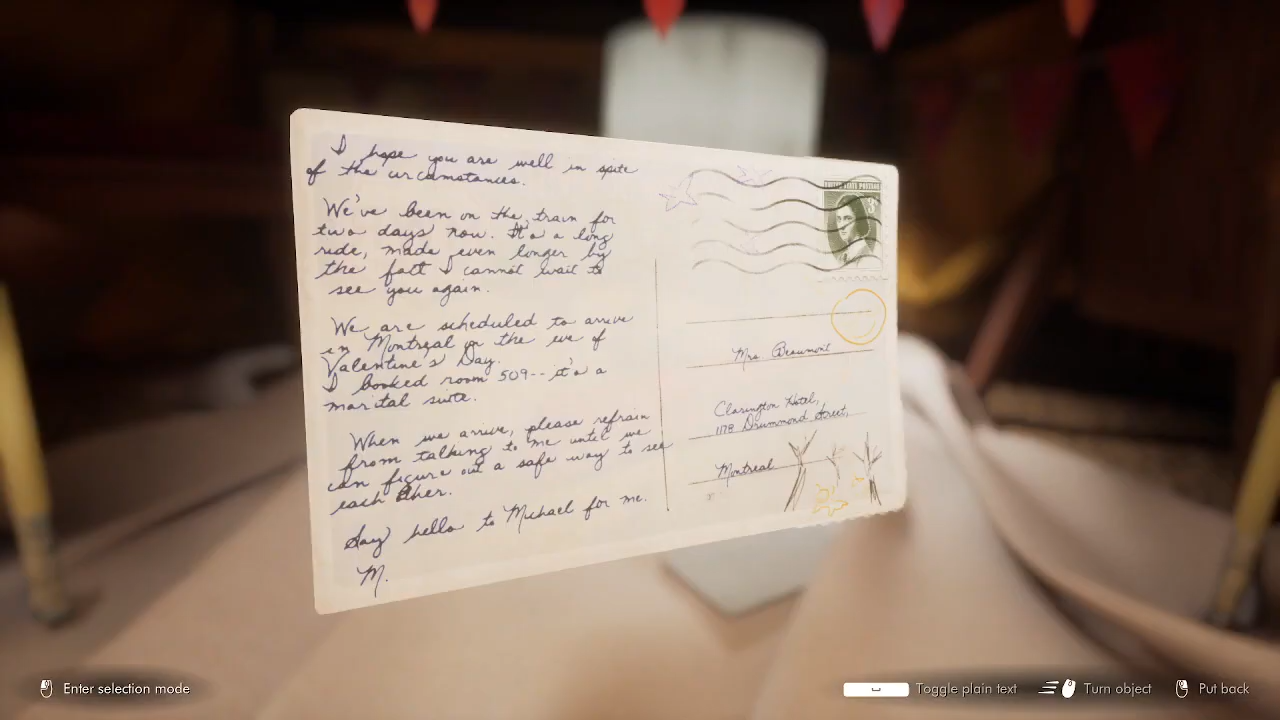 I hope you are well in spite
of the circumstances.
We've been on the train for
two days now. It's a long
ride, made even longer by
the fact I cannot wait to
see you again.
We are scheduled to arrive
in Montreal on the eve of
Valentine's Day.
I booked room 509-- it's a
marital suite.
When we arrive, please refrain
from talking to me until we
can figure out a safe way to see
each other.
Say hello to Michael for me.
M.
UNITED STATES POSTAGE
3¢
Mrs Beaumont
Clarington Hotel,
1178 Drummond Street,
Montreal
Enter selection mode
Toggle plain text
Turn object
Put back